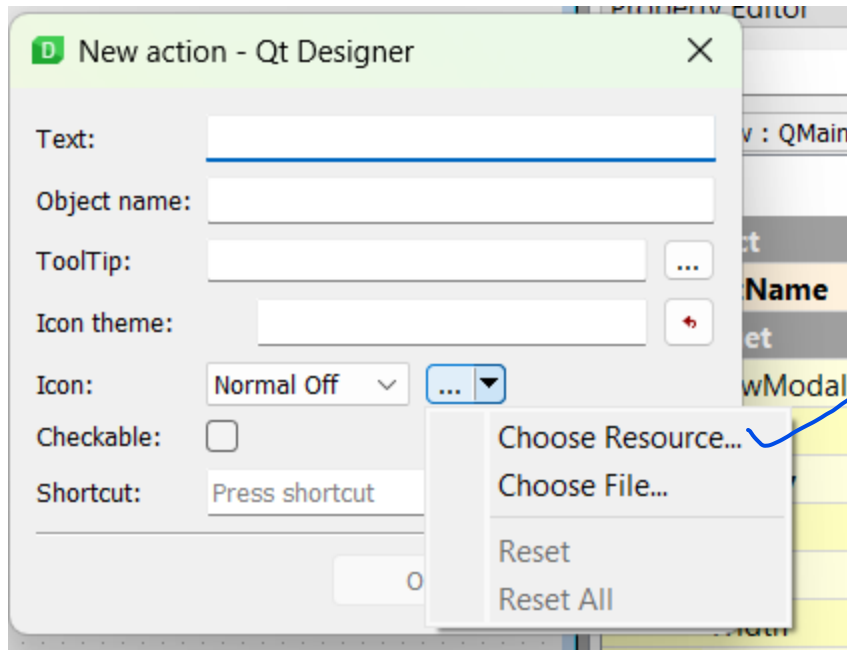 Property Editor
D New action - Qt Designer
Text:
: QMain
Object name:
ToolTip: ...
Name
Icon theme:
et
Icon: Normal Off ...
wModal
Checkable:
Choose Resource...
Shortcut: Press shortcut
Choose File...
Reset
O
Reset All